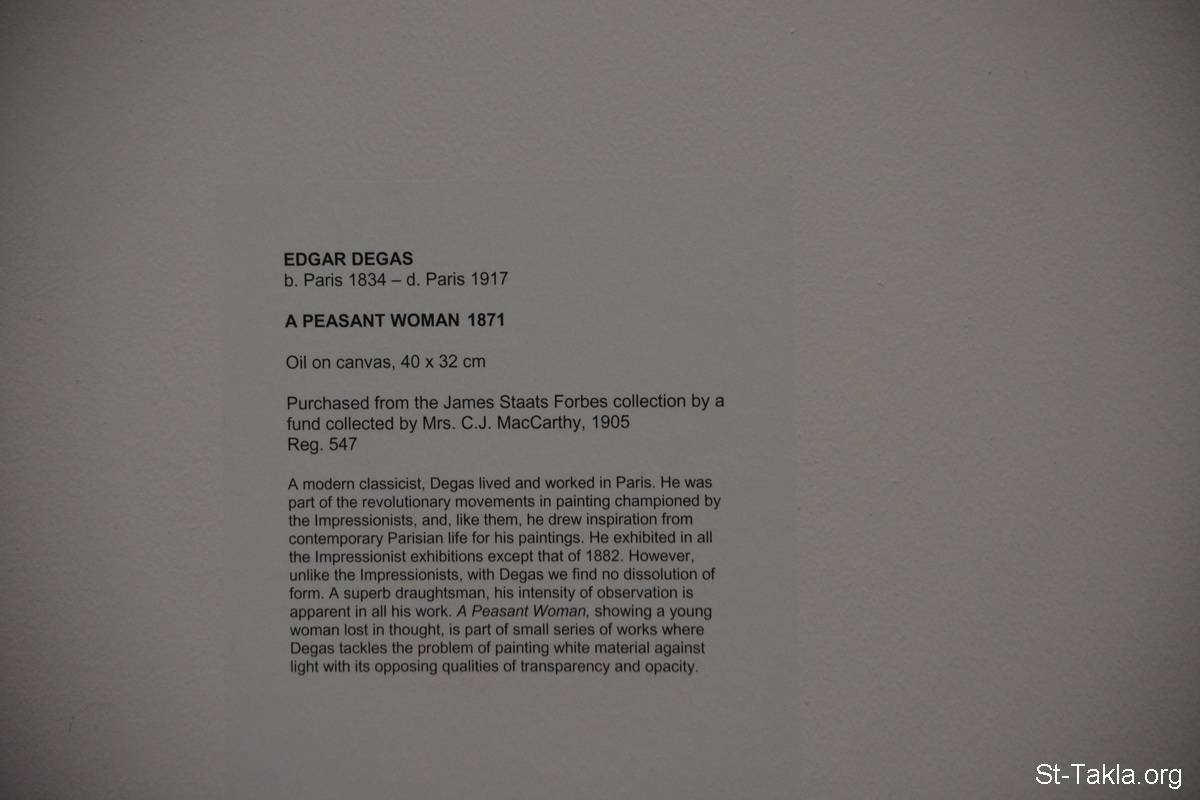 EDGAR DEGAS
b. Paris 1834 – d. Paris 1917
A PEASANT WOMAN 1871
Oil on canvas, 40 x 32 cm
Purchased from the James Staats Forbes collection by a
fund collected by Mrs. C.J. MacCarthy, 1905
Reg. 547
A modern classicist, Degas lived and worked in Paris. He was
part of the revolutionary movements in painting championed by
the Impressionists, and, like them, he drew inspiration from
contemporary Parisian life for his paintings. He exhibited in all
the Impressionist exhibitions except that of 1882. However,
unlike the Impressionists, with Degas we find no dissolution of
form. A superb draughtsman, his intensity of observation is
apparent in all his work. A Peasant Woman, showing a young
woman lost in thought, is part of small series of works where
Degas tackles the problem of painting white material against
light with its opposing qualities of transparency and opacity.
St-Takla.org